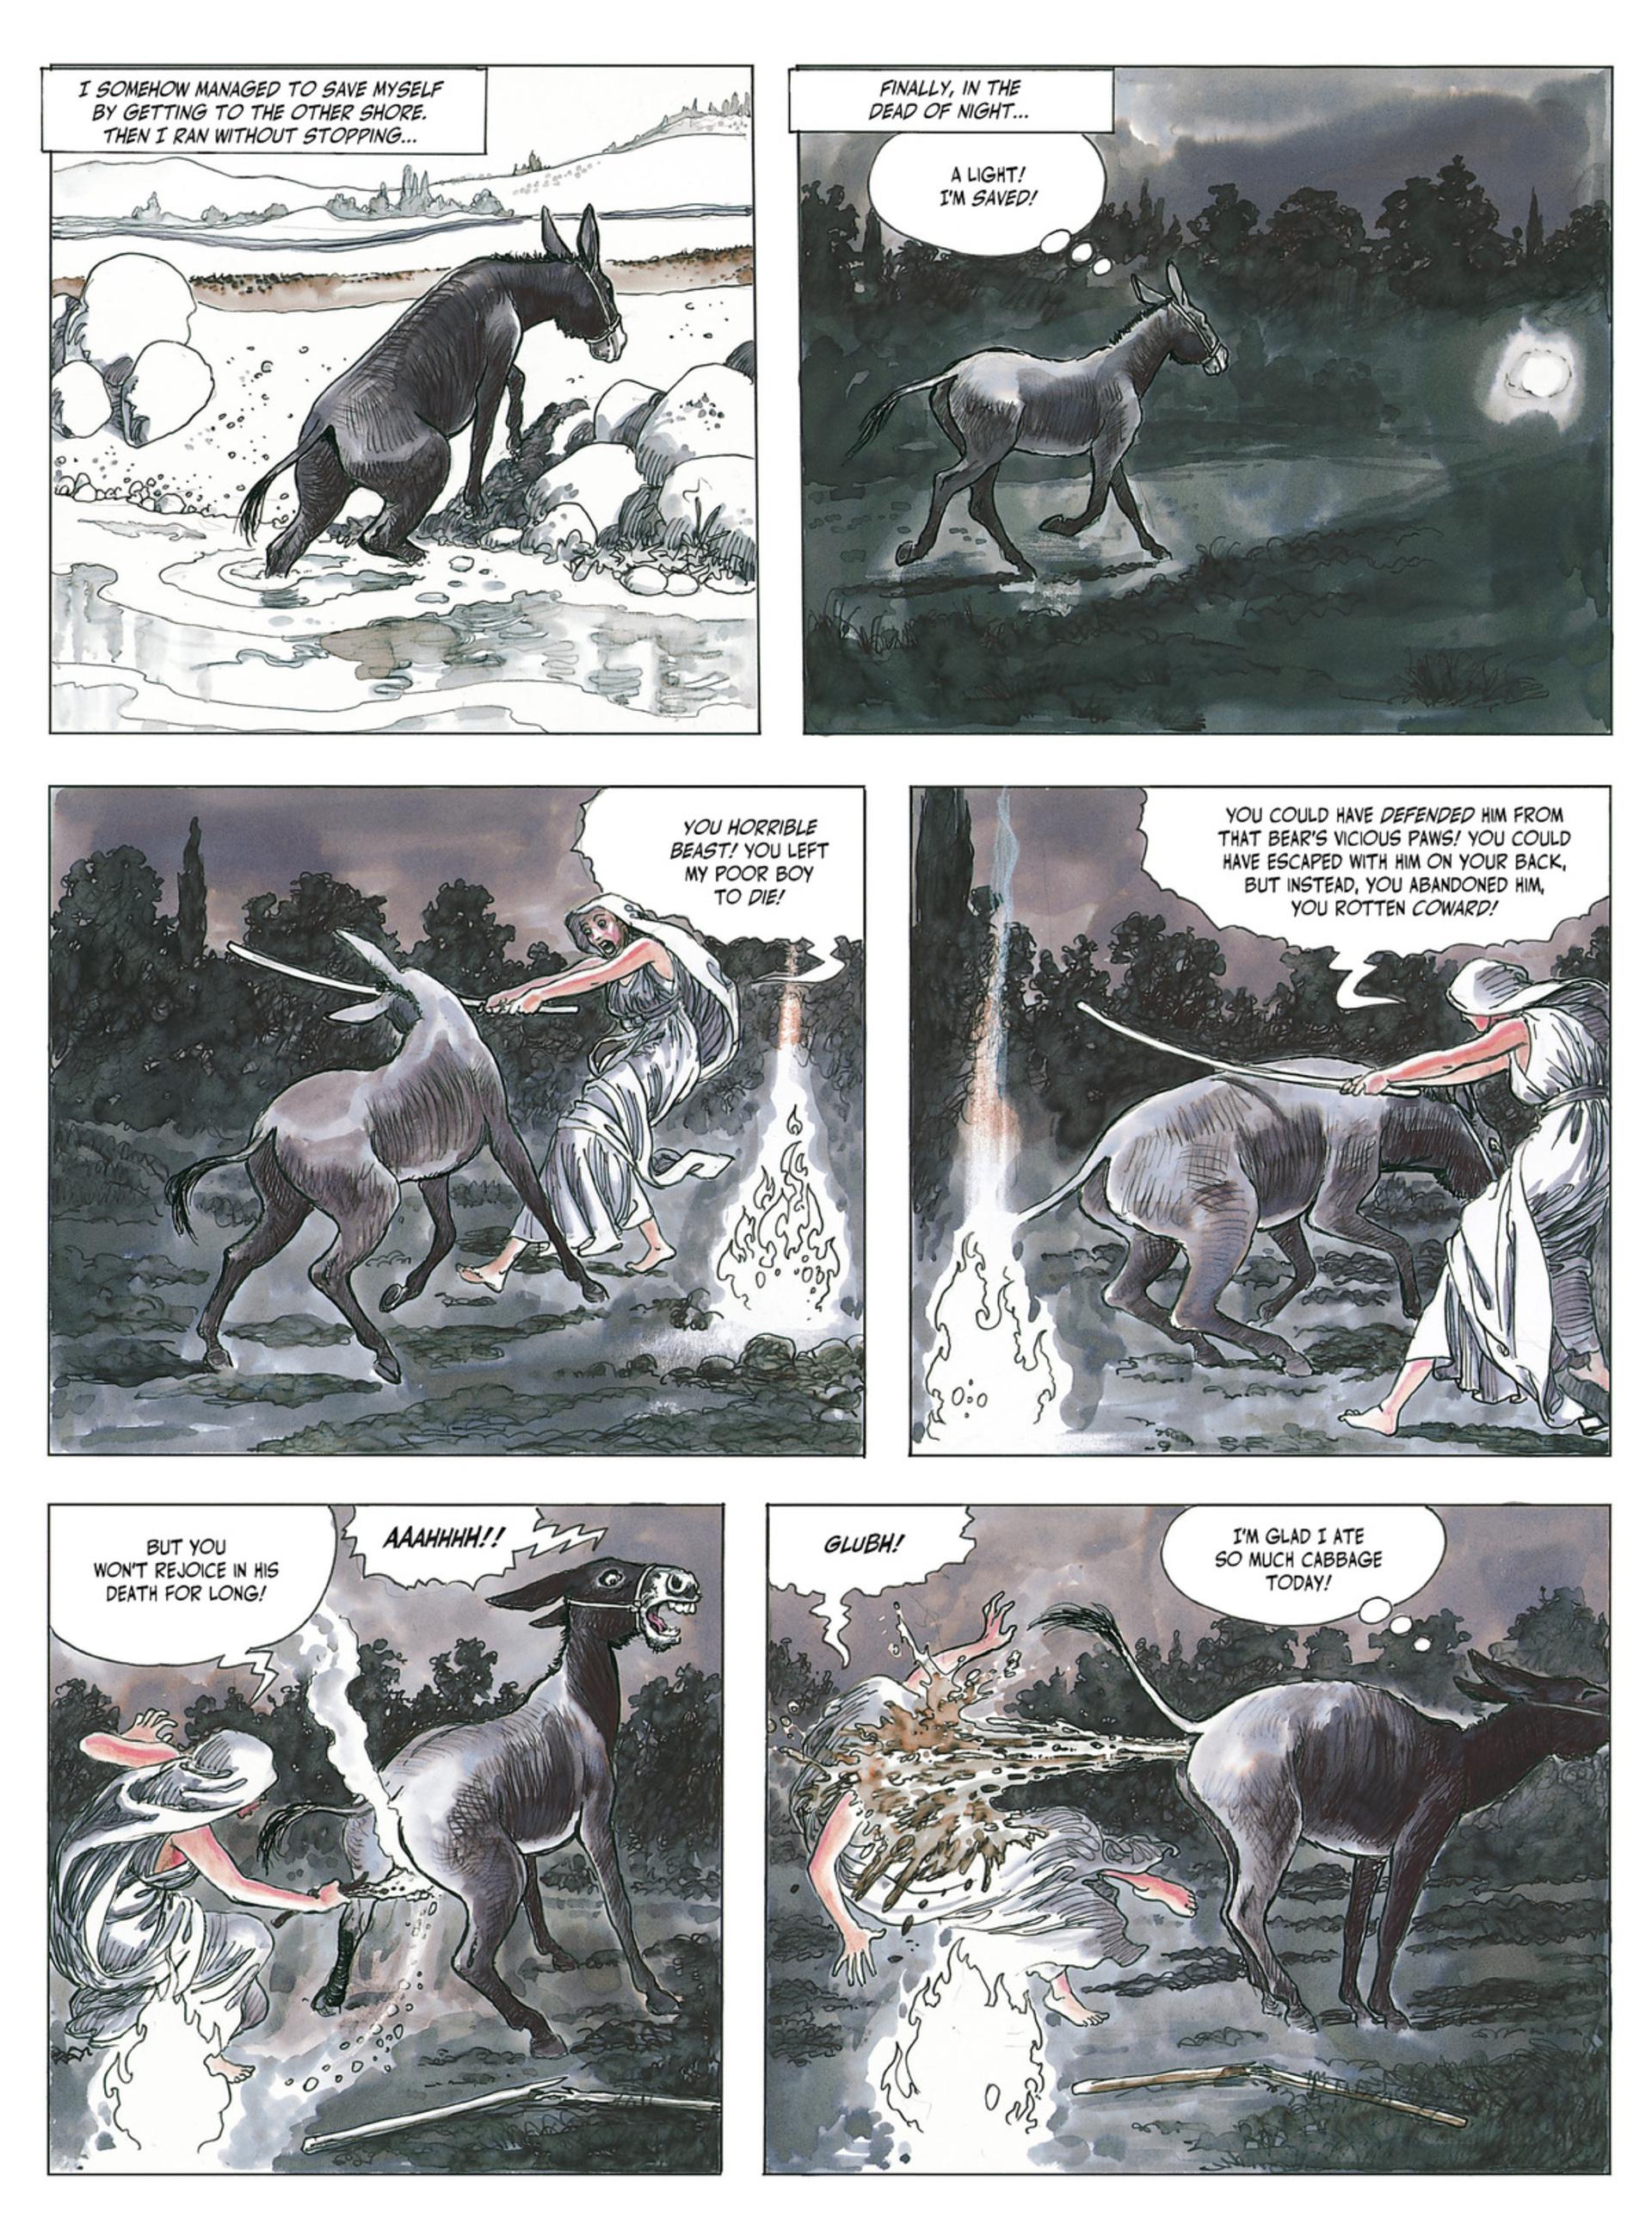 I SOMEHOW MANAGED TO SAVE MYSELF
BY GETTING TO THE OTHER SHORE.
THEN I RAN WITHOUT STOPPING...
FINALLY, IN THE
DEAD OF NIGHT...
A LIGHT!
I'M SAVED!
YOU HORRIBLE
BEAST! YOU LEFT
MY POOR BOY
TO DIE!
YOU COULD HAVE DEFENDED HIM FROM
THAT BEAR'S VICIOUS PAWS! YOU COULD
HAVE ESCAPED WITH HIM ON YOUR BACK,
BUT INSTEAD, YOU ABANDONED HIM,
YOU ROTTEN COWARD!
BUT YOU
WON'T REJOICE IN HIS
DEATH FOR LONG!
AAAHHHH!!
GLUBH!
I'M GLAD I ATE
SO MUCH CABBAGE
TODAY!